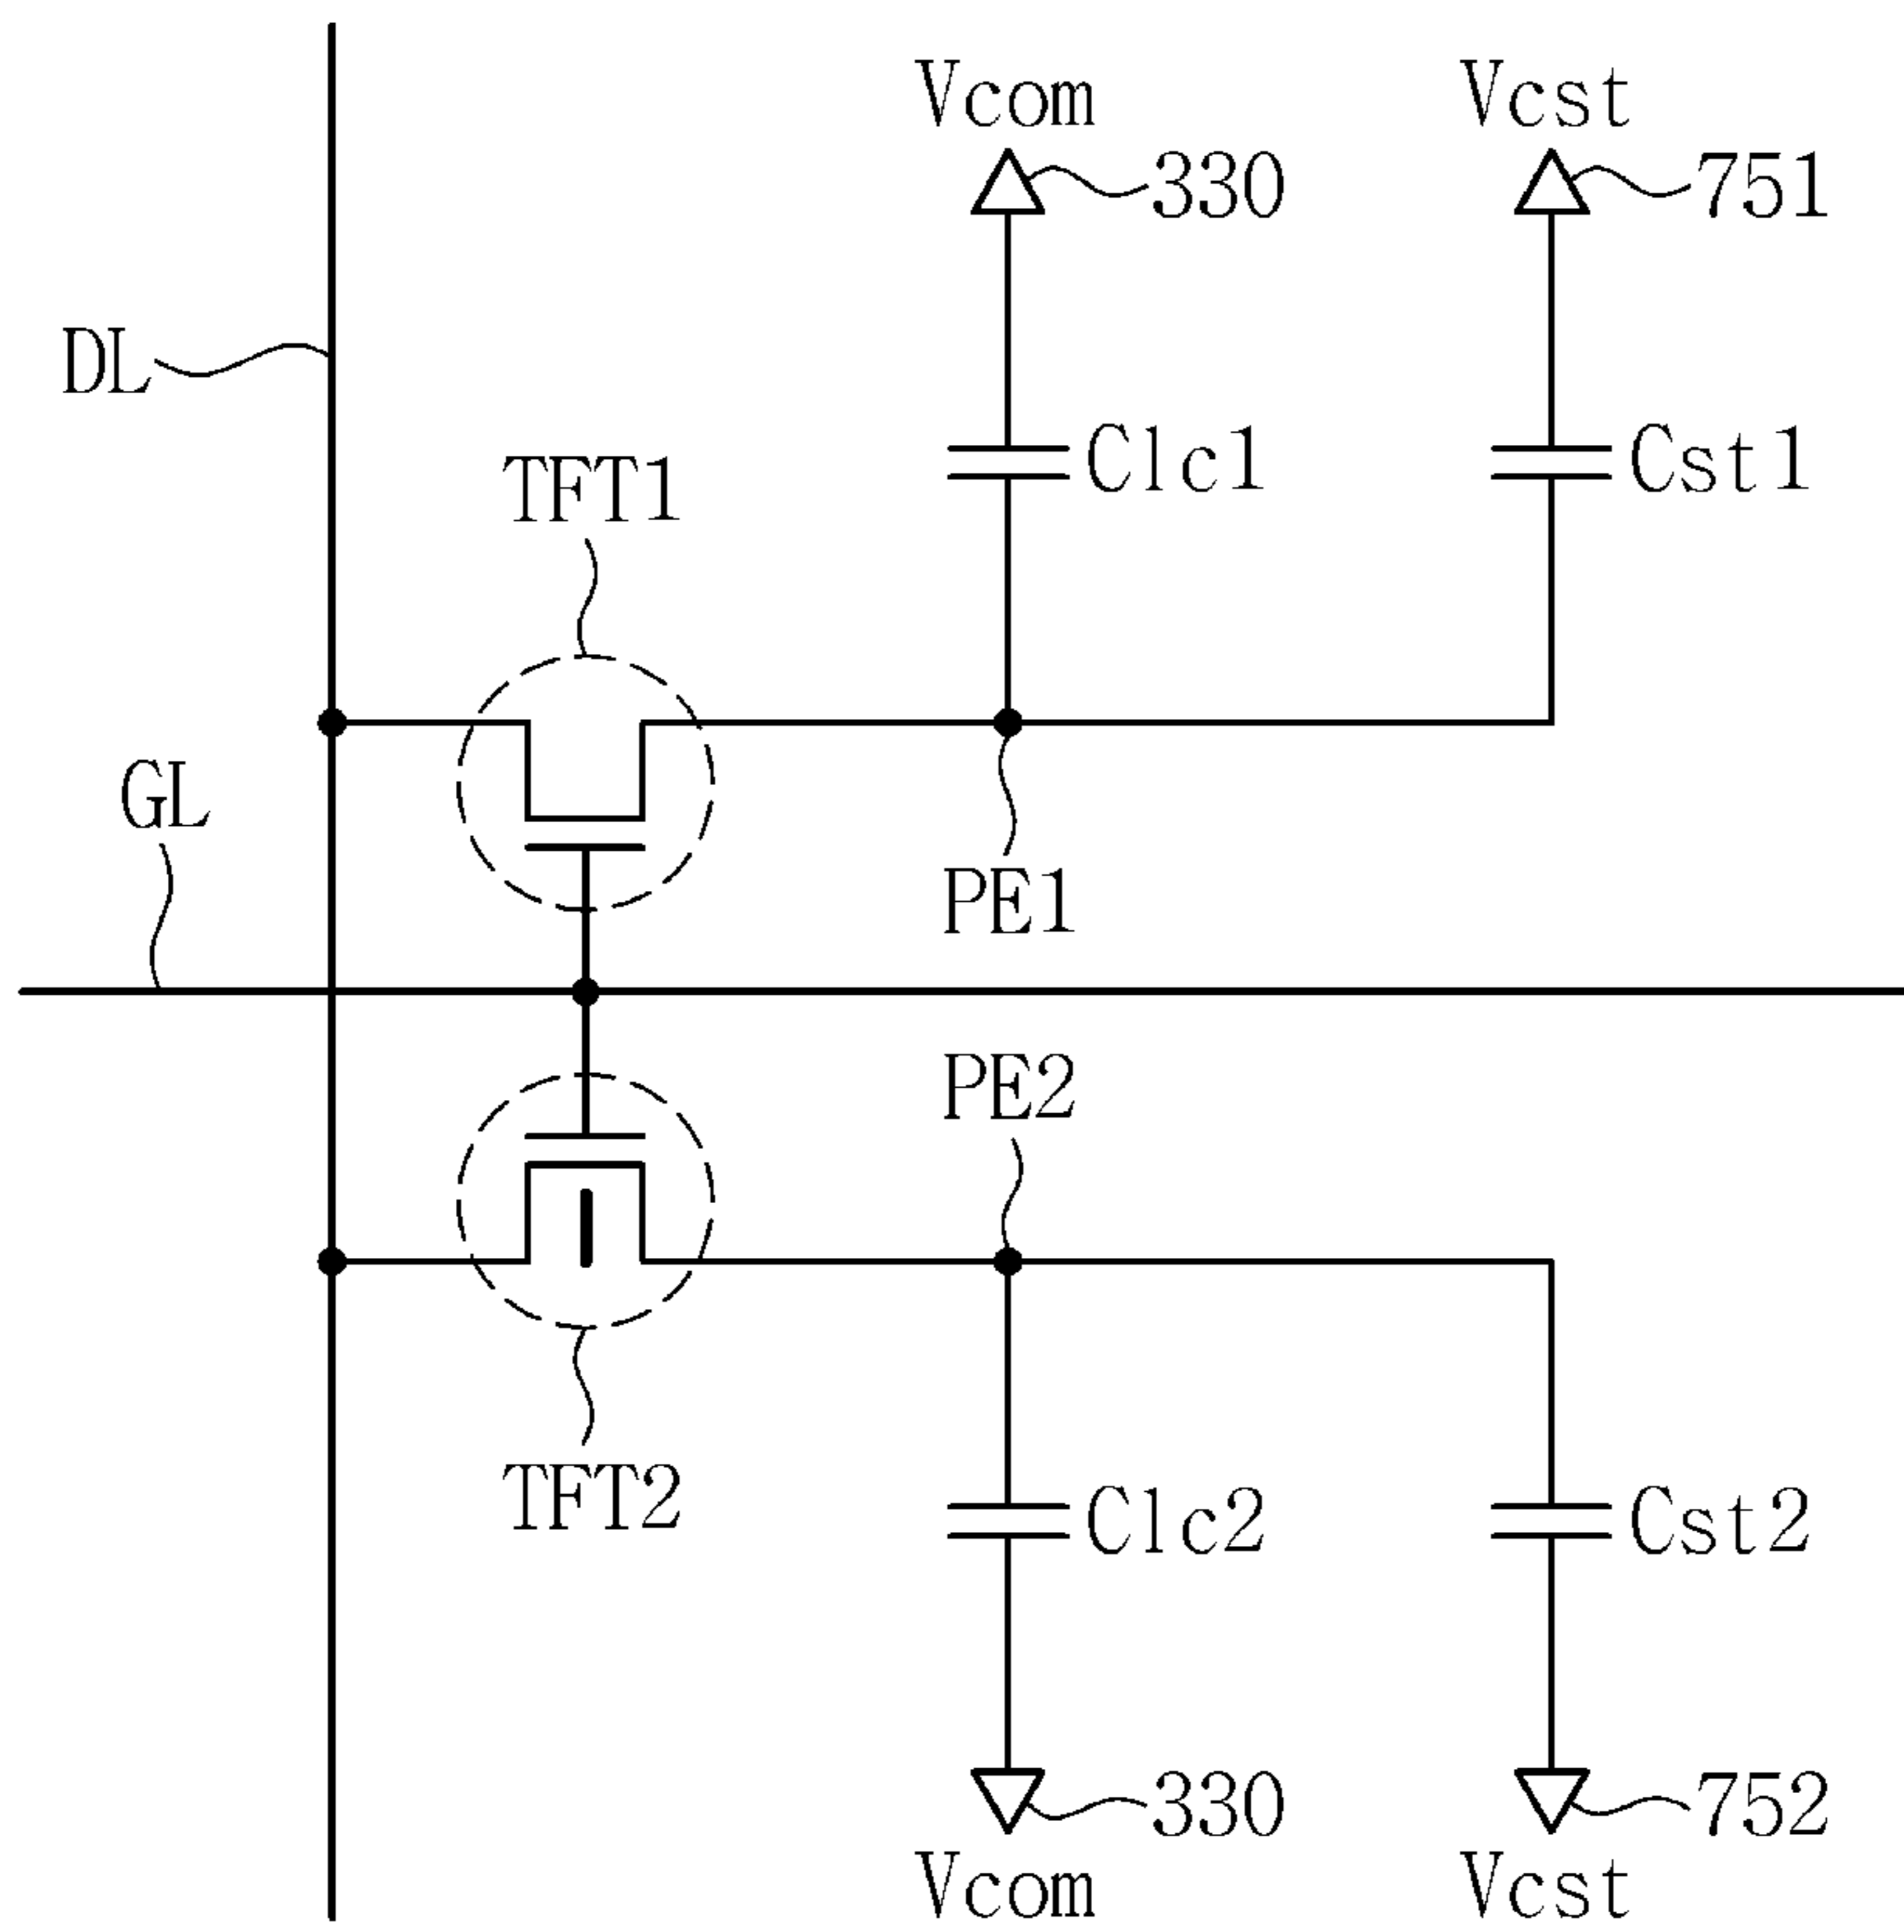 Vcom
Vcst
330
751
DL
Clc1
Cst1
TFT1
GL
PE1
PE2
TFT2
Clc2
Cst2
330
752
Vcom
Vcst